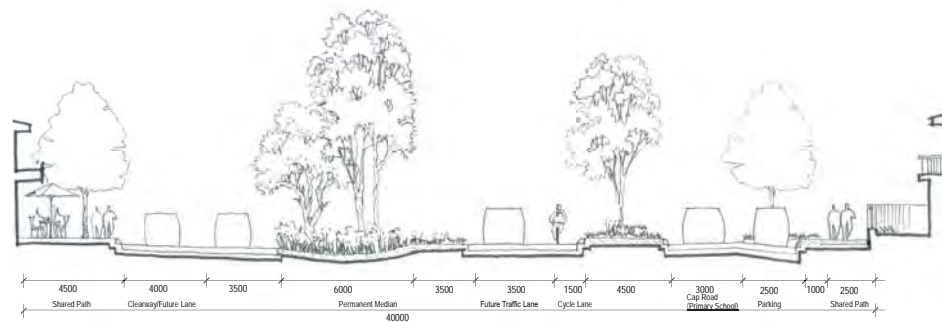 4500 4000 3500 6000 3500 3500 1500 4500 3000 2500 1000 2500
Shared Path Clearway/Future Lane Permanent Median Future Traffic Lane Cycle Lane Cap Road Parking Shared Path
(Primary School)
40000